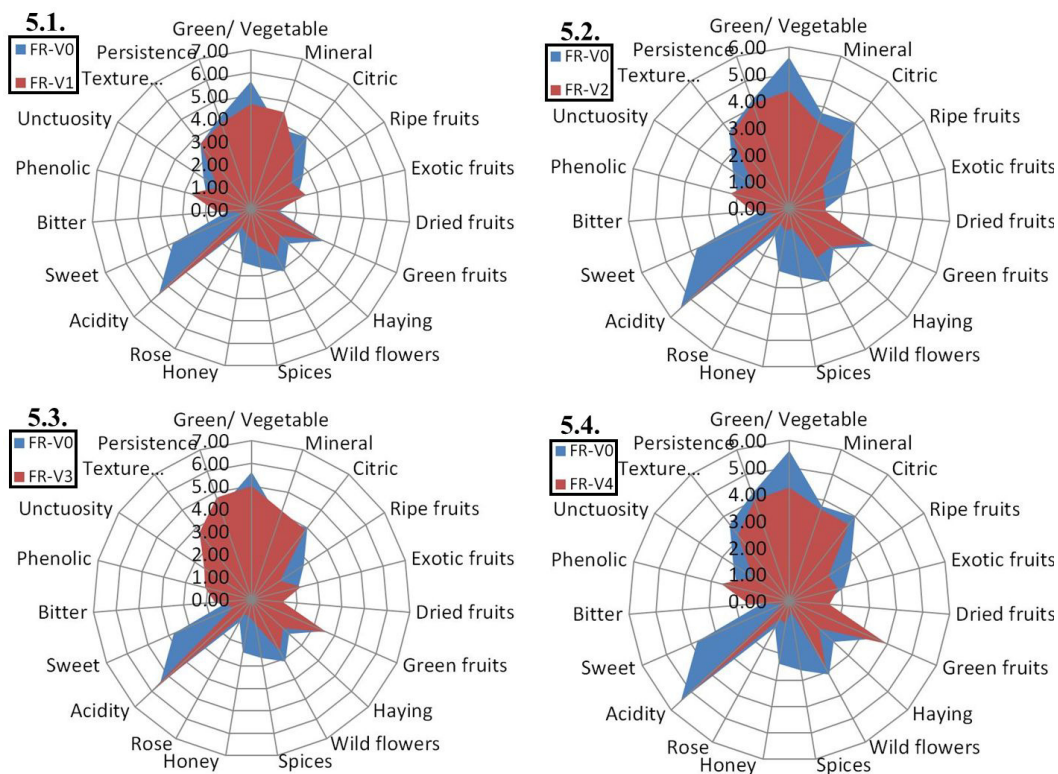 5.1.
FR-V0
FR-V1
Green/ Vegetable
Mineral
Citric
Ripe fruits
Exotic fruits
Dried fruits
Green fruits
Haying
Wild flowers
Spices
Honey
Rose
Acidity
Sweet
Bitter
Phenolic
Unctuosity
Texture...
Persistence
7.00
6.00
5.00
4.00
3.00
2.00
1.00
0.00
5.2.
FR-V0
FR-V2
Green/ Vegetable
Mineral
Citric
Ripe fruits
Exotic fruits
Dried fruits
Green fruits
Haying
Wild flowers
Spices
Honey
Rose
Acidity
Sweet
Bitter
Phenolic
Unctuosity
Texture...
Persistence
6.00
5.00
4.00
3.00
2.00
1.00
0.00
5.3.
FR-V0
FR-V3
Green/ Vegetable
Mineral
Citric
Ripe fruits
Exotic fruits
Dried fruits
Green fruits
Haying
Wild flowers
Spices
Honey
Rose
Acidity
Sweet
Bitter
Phenolic
Unctuosity
Texture...
Persistence
7.00
6.00
5.00
4.00
3.00
2.00
1.00
0.00
5.4.
FR-V0
FR-V4
Green/ Vegetable
Mineral
Citric
Ripe fruits
Exotic fruits
Dried fruits
Green fruits
Haying
Wild flowers
Spices
Honey
Rose
Acidity
Sweet
Bitter
Phenolic
Unctuosity
Texture...
Persistence
6.00
5.00
4.00
3.00
2.00
1.00
0.00